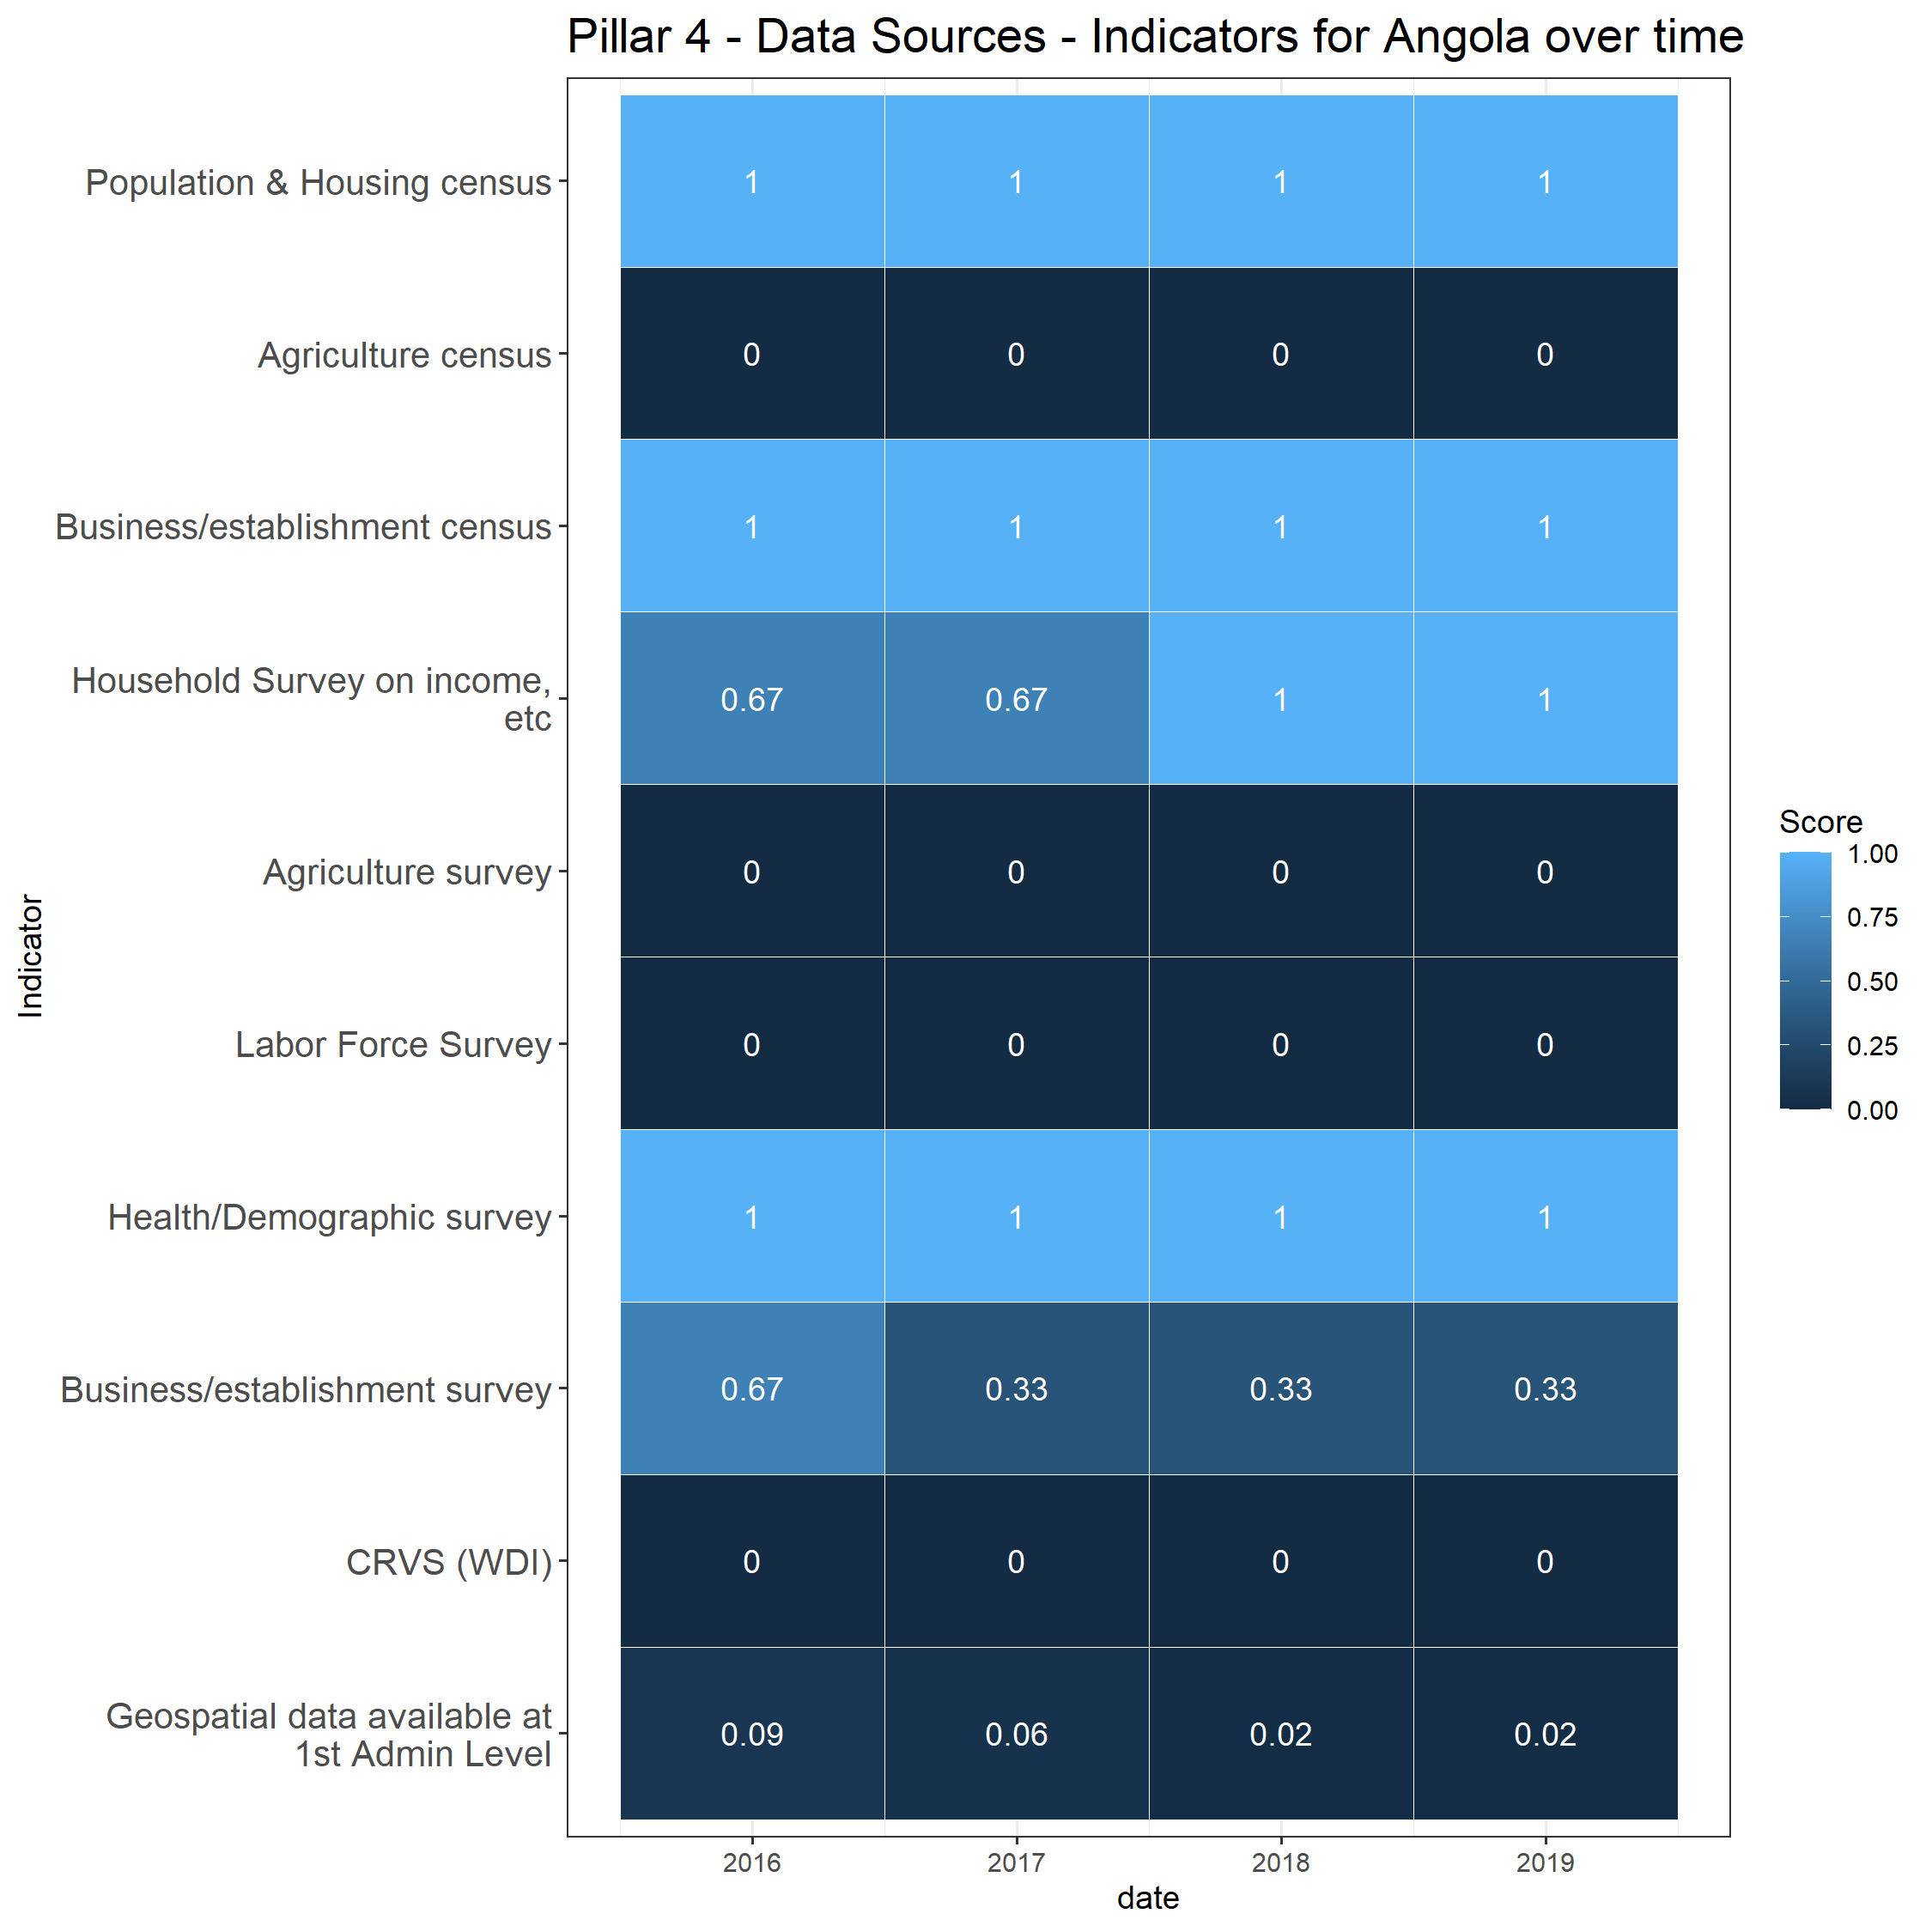 Pillar 4 - Data Sources - Indicators for Angola over time
Population & Housing census
1 1 1 1
Agriculture census
0 0 0 0
Business/establishment census
1 1 1 1
Household Survey on income,
etc
0.67 0.67 1 1
Agriculture survey
0 0 0 0
Labor Force Survey
0 0 0 0
Health/Demographic survey
1 1 1 1
Business/establishment survey
0.67 0.33 0.33 0.33
CRVS (WDI)
0 0 0 0
Geospatial data available at
1st Admin Level
0.09 0.06 0.02 0.02
2016 2017 2018 2019
date
Indicator
Score
1.00
0.75
0.50
0.25
0.00